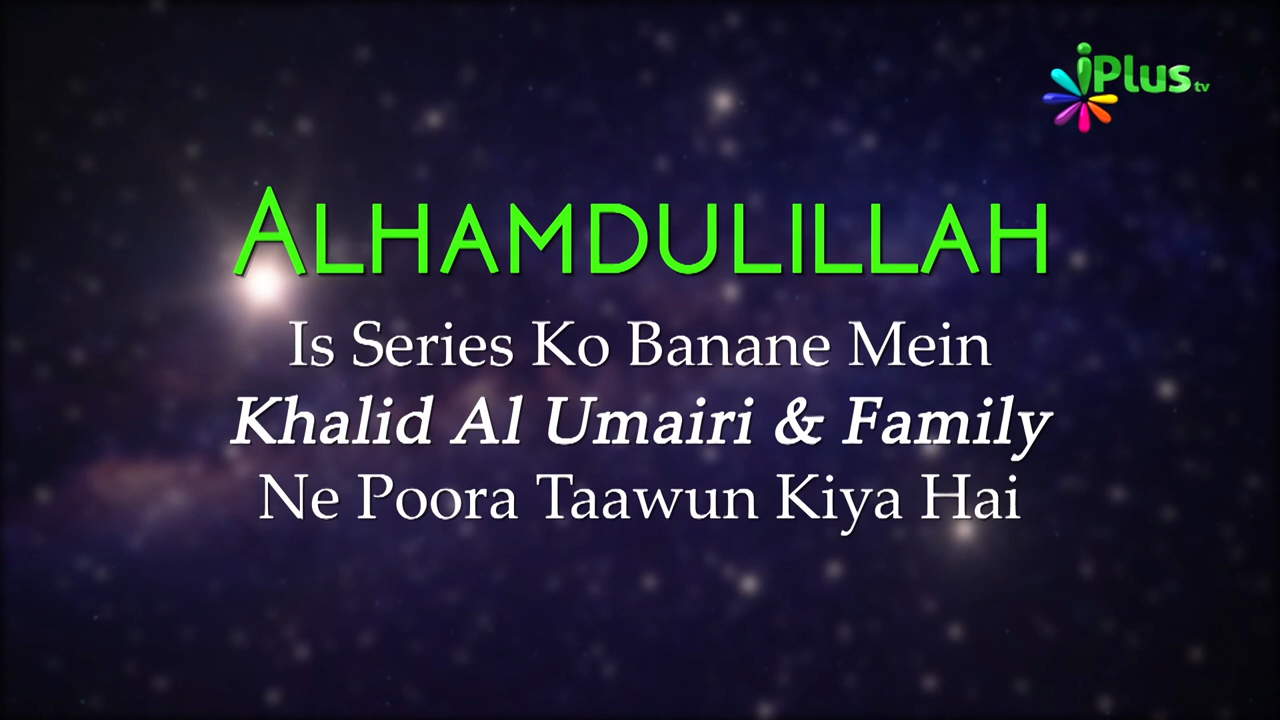 iPlus tv
ALHAMDULILLAH
Is Series Ko Banane Mein
Khalid Al Umairi & Family
Ne Poora Taawun Kiya Hai